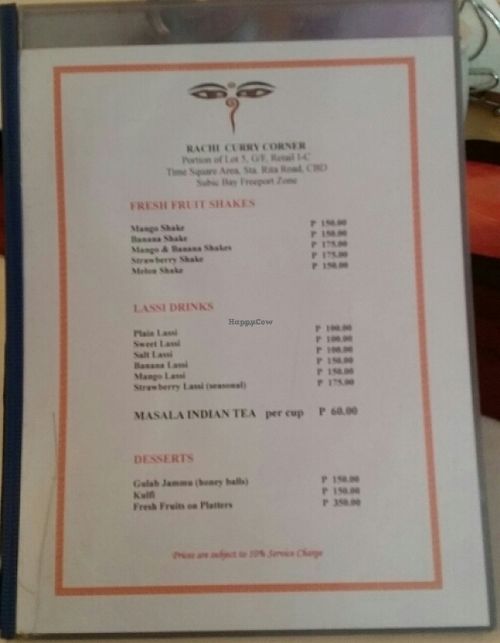 RACHI CURRY CORNER
Portion of Lot 5, G/F, Retail 1-C
Time Square Area, Sta. Rita Road, CBD
Subic Bay Freeport Zone
FRESH FRUIT SHAKES
Mango Shake P 150.00
Banana Shake P 150.00
Mango & Banana Shakes P 175.00
Strawberry Shake P 175.00
Melon Shake P 150.00
LASSI DRINKS
HappyCow
Plain Lassi P 100.00
Sweet Lassi P 100.00
Salt Lassi P 100.00
Banana Lassi P 150.00
Mango Lassi P 150.00
Strawberry Lassi (seasonal) P 175.00
MASALA INDIAN TEA per cup P 60.00
DESSERTS
Gulab Jammu (honey balls) P 150.00
Kulfi P 150.00
Fresh Fruits on Platters P 350.00
Prices are subject to 10% Service Charge